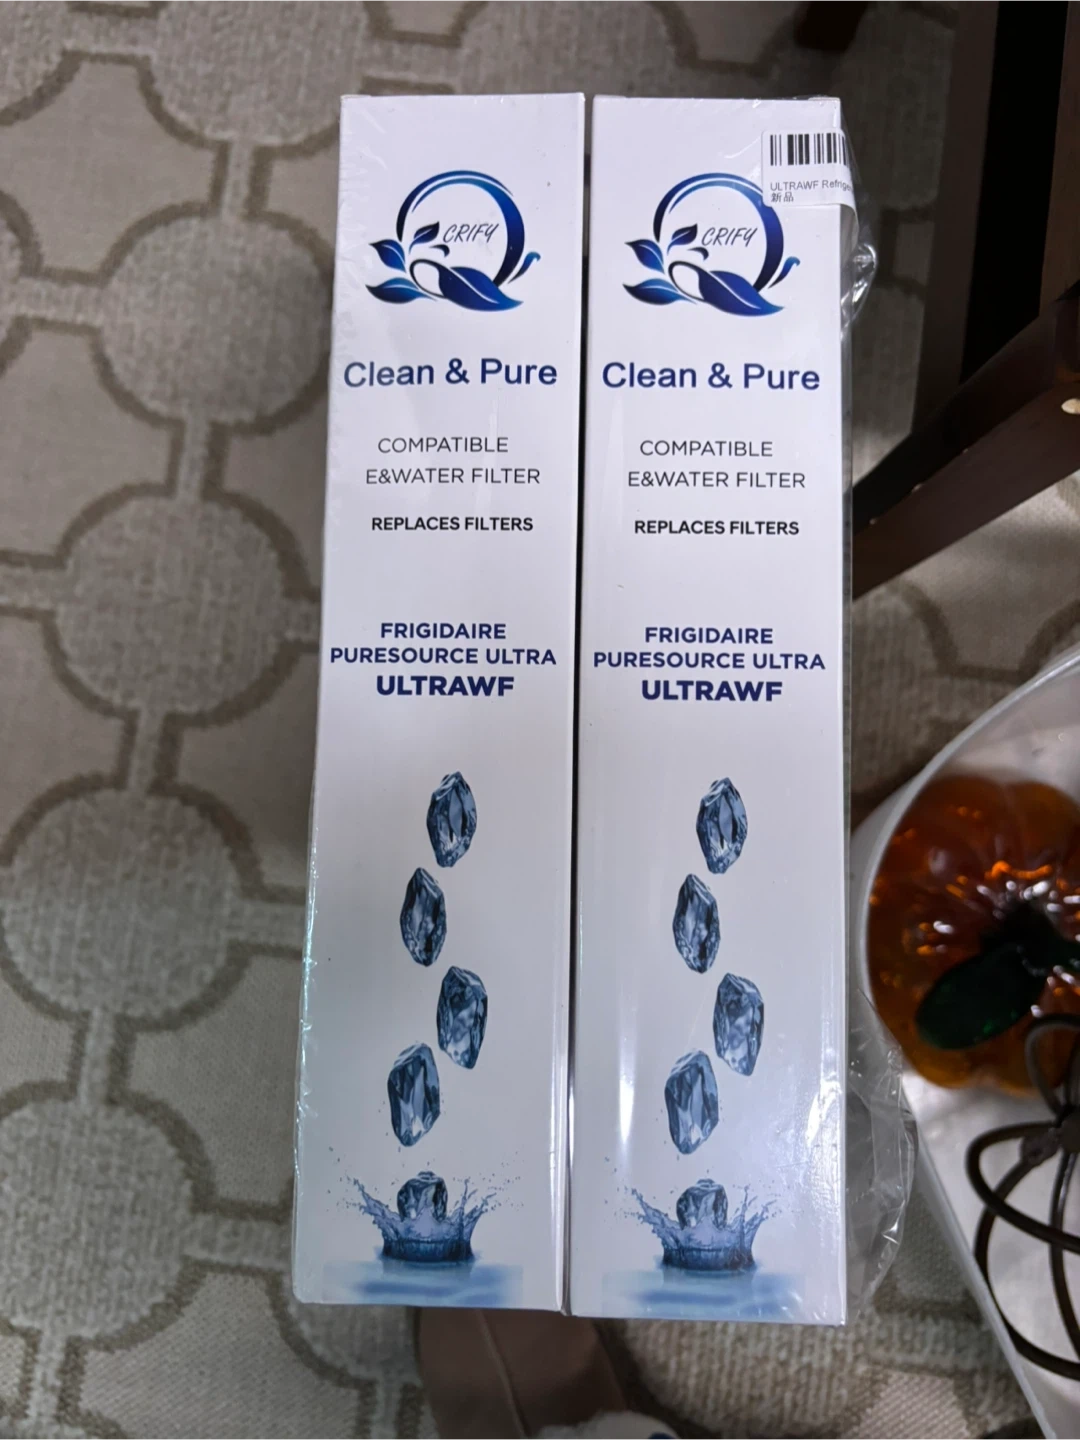 CRIFY
Clean & Pure
COMPATIBLE
E&WATER FILTER
REPLACES FILTERS
FRIGIDAIRE
PURESOURCE ULTRA
ULTRAWF
ULTRAWF
新品
CRIFY
Clean & Pure
COMPATIBLE
E&WATER FILTER
REPLACES FILTERS
FRIGIDAIRE
PURESOURCE ULTRA
ULTRAWF